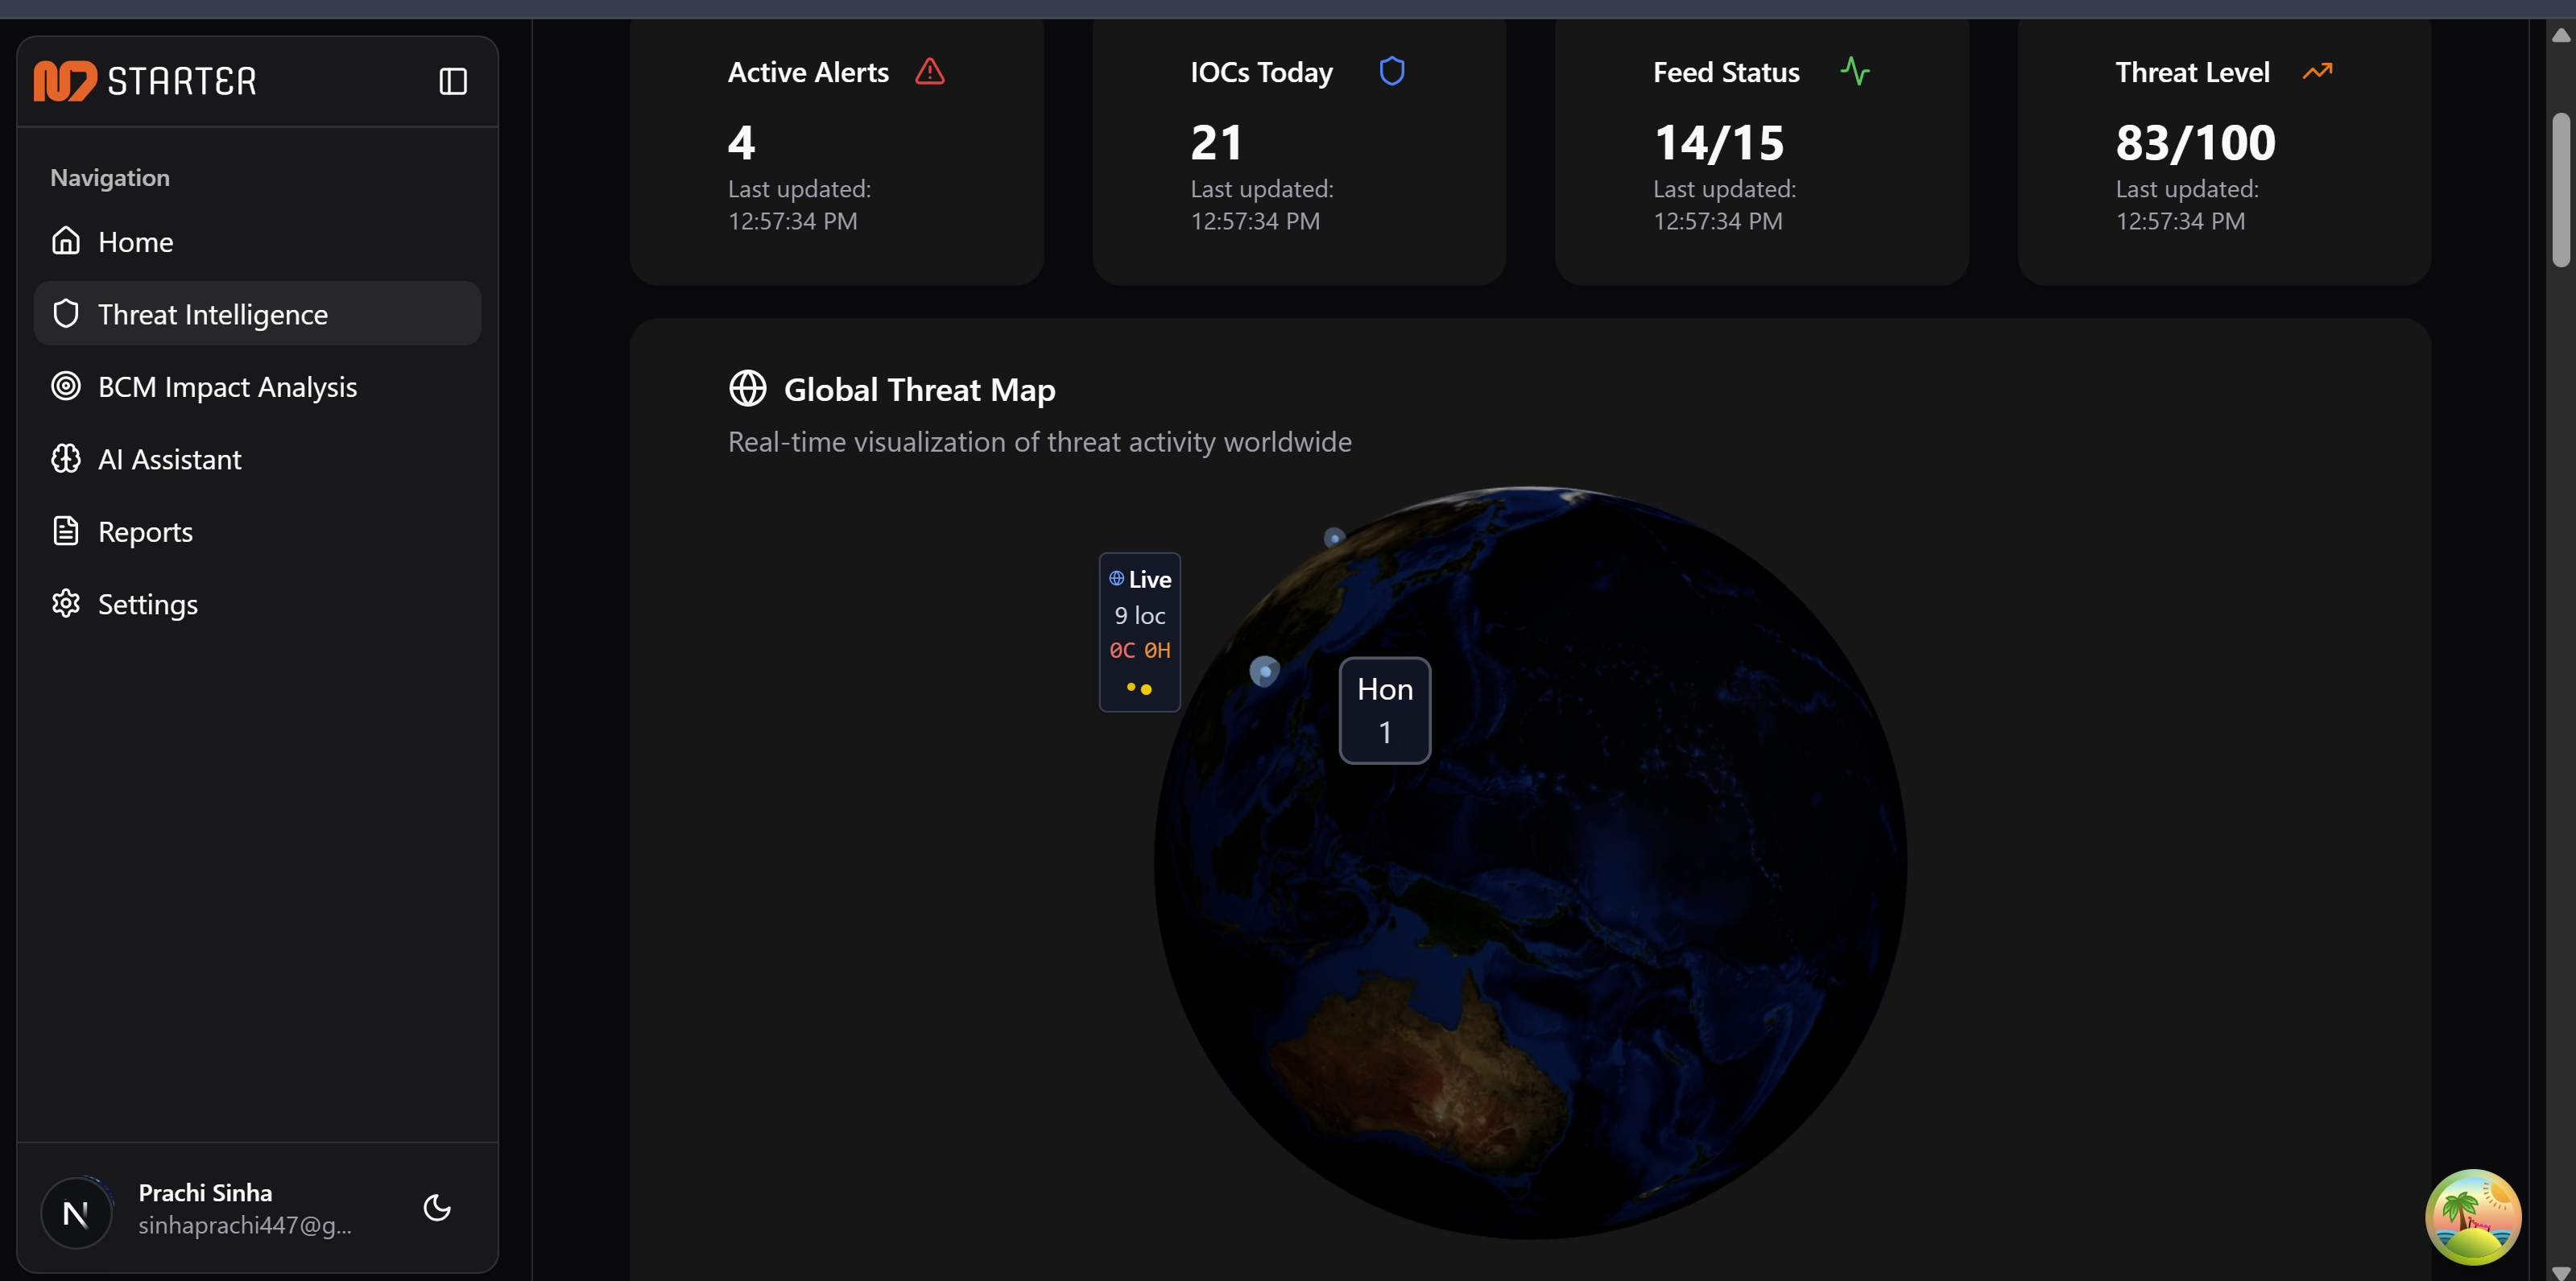 N7 STARTER
Navigation
Home
Threat Intelligence
BCM Impact Analysis
AI Assistant
Reports
Settings
Prachi Sinha
sinhaprachi447@g...
N
Active Alerts
4
Last updated:
12:57:34 PM
IOCs Today
21
Last updated:
12:57:34 PM
Feed Status
14/15
Last updated:
12:57:34 PM
Threat Level
83/100
Last updated:
12:57:34 PM
Global Threat Map
Real-time visualization of threat activity worldwide
Live
9 loc
0C 0H
Hon
1